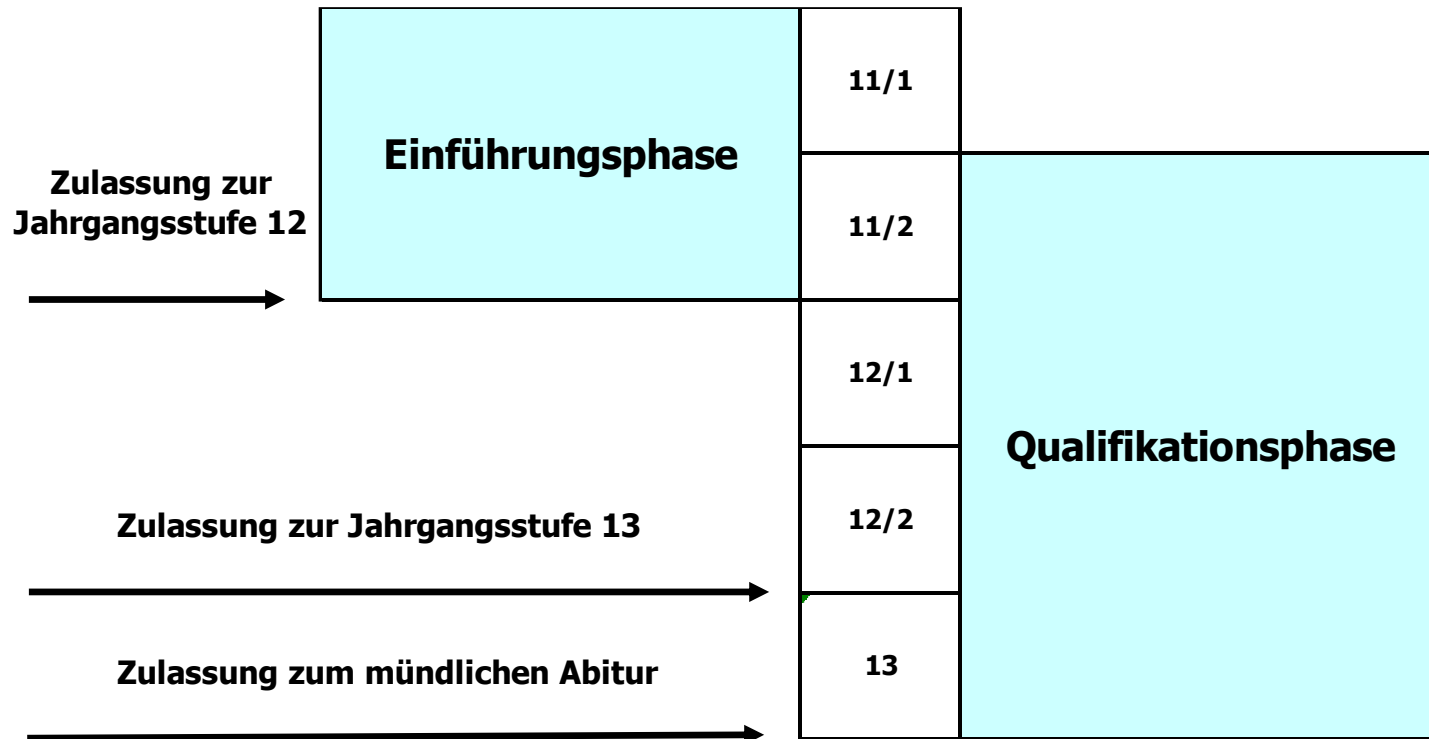 11/1
Einführungsphase
Zulassung zur
Jahrgangsstufe 12
11/2
12/1
Qualifikationsphase
Zulassung zur Jahrgangsstufe 13
12/2
Zulassung zum mündlichen Abitur
13